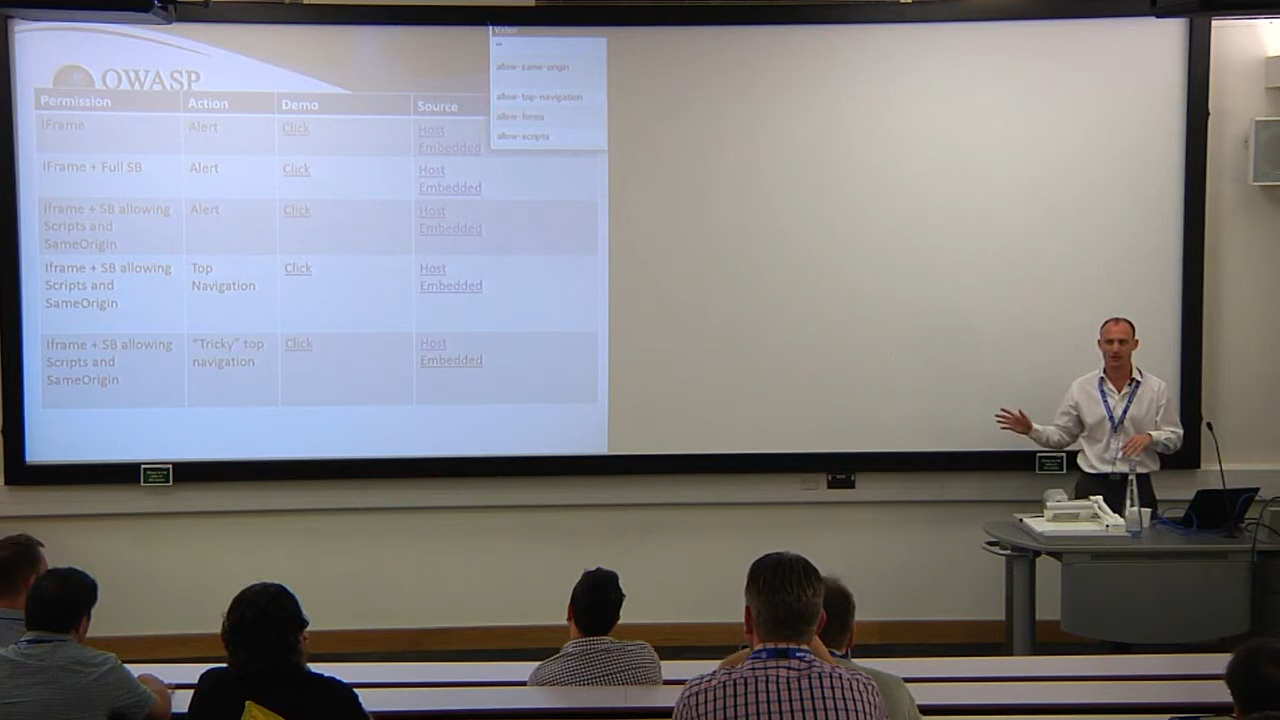 OWASP
Value
""
allow-same-origin
allow-top-navigation
allow-forms
allow-scripts
Permission Action Demo Source
IFrame Alert Click Host
Embedded
IFrame + Full SB Alert Click Host
Embedded
Iframe + SB allowing Alert Click Host
Scripts and Embedded
SameOrigin
Iframe + SB allowing Top Click Host
Scripts and Navigation Embedded
SameOrigin
Iframe + SB allowing "Tricky" top Click Host
Scripts and navigation Embedded
SameOrigin